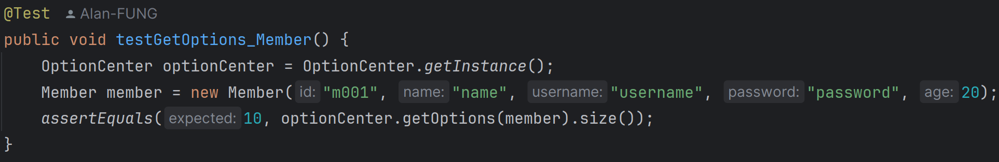 @Test Alan-FUNG
public void testGetOptions_Member() {
    OptionCenter optionCenter = OptionCenter.getInstance();
    Member member = new Member( id: "m001", name: "name", username: "username", password: "password", age: 20);
    assertEquals( expected: 10, optionCenter.getOptions(member).size());
}